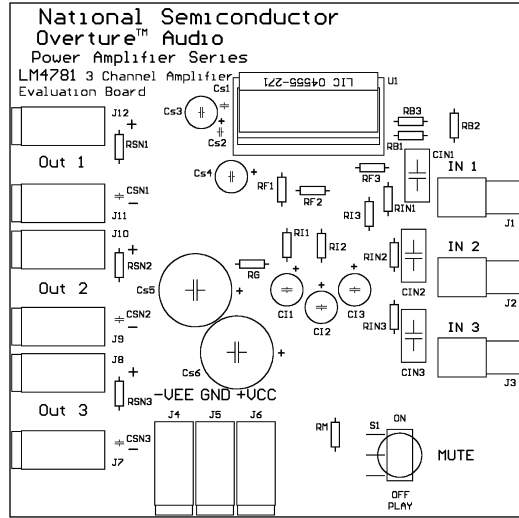 National Semiconductor
Overture™ Audio
Power Amplifier Series
LM4781 3 Channel Amplifier
Evaluation Board
LIC 04555-271
U1
Cs1
Cs3
Cs2
Cs4
J12
+
RSN1
Out 1
CSN1
−
J11
RB3
RB2
RB1
CIN1
IN 1
RF3
RF1
RF2
RI3
RIN1
J1
J10
+
RSN2
Out 2
Cs5
+
RG
RI1
RI2
RIN2
CIN2
IN 2
J2
CI1
CI2
CI3
CSN2
−
J9
J8
+
RSN3
Out 3
Cs6
+
RIN3
CIN3
IN 3
J3
-VEE GND +VCC
J4
J5
J6
CSN3
−
J7
RM
S1
ON
MUTE
OFF
PLAY